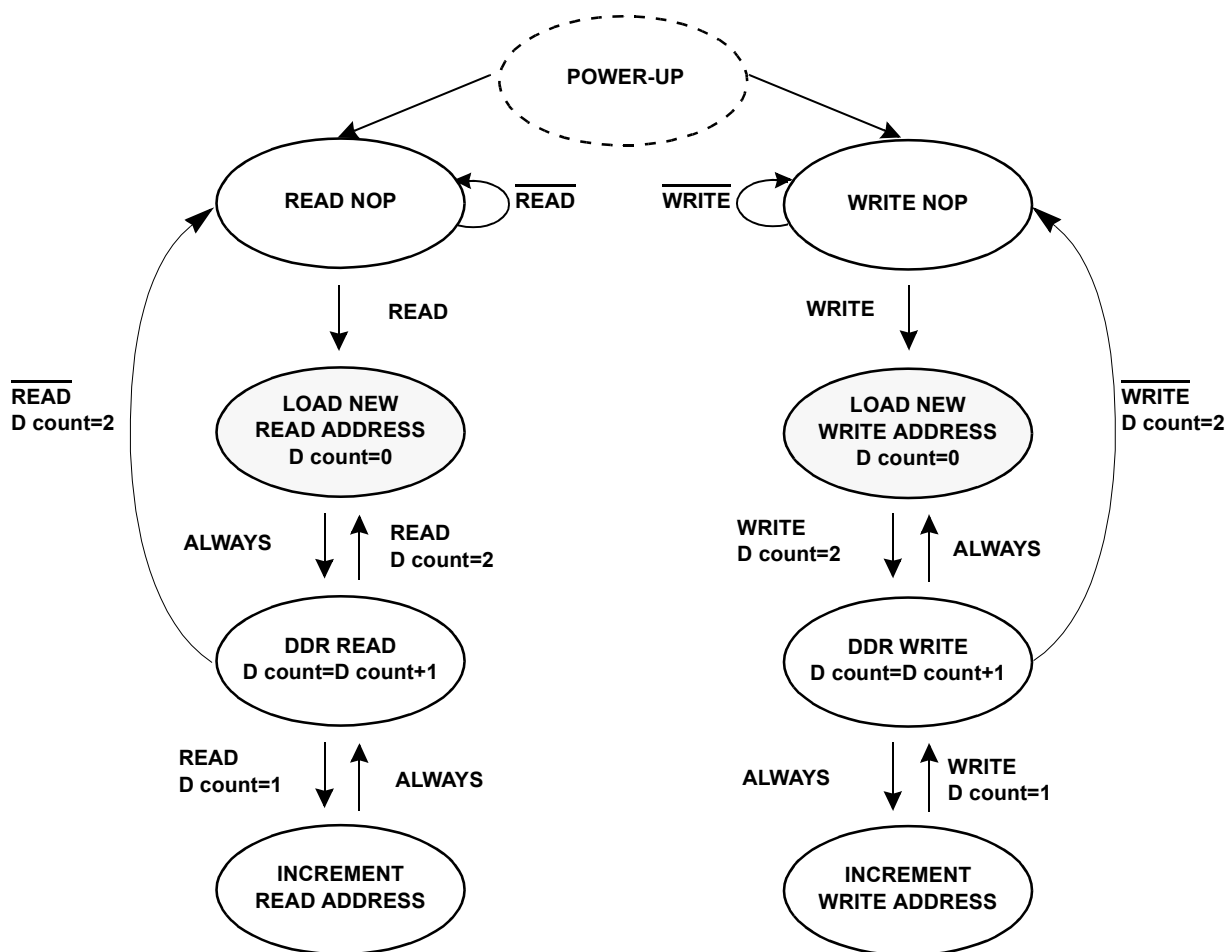 POWER-UP
READ NOP
READ
WRITE
WRITE NOP
READ
WRITE
READ
D count=2
LOAD NEW
READ ADDRESS
D count=0
LOAD NEW
WRITE ADDRESS
D count=0
WRITE
D count=2
ALWAYS
READ
D count=2
WRITE
D count=2
ALWAYS
DDR READ
D count=D count+1
DDR WRITE
D count=D count+1
READ
D count=1
ALWAYS
ALWAYS
WRITE
D count=1
INCREMENT
READ ADDRESS
INCREMENT
WRITE ADDRESS